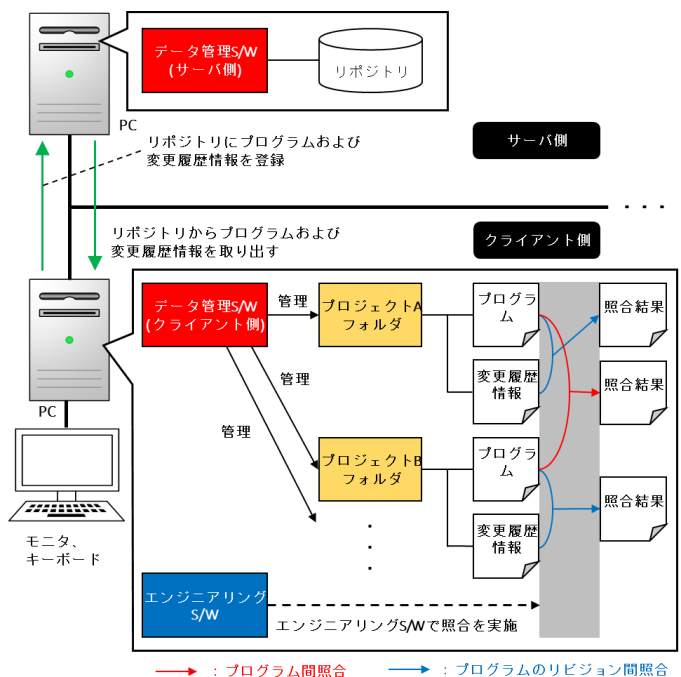 データ管理S/W
(サーバ側)
リポジトリ
PC
リポジトリにプログラムおよび
変更履歴情報を登録
サーバ側
リポジトリからプログラムおよび
変更履歴情報を取り出す
クライアント側
データ管理S/W
(クライアント側)
管理
プロジェクトA
フォルダ
プログラ
ム
照合結果
変更履歴
情報
照合結果
管理
管理
PC
プロジェクトB
フォルダ
プログラ
ム
照合結果
変更履歴
情報
モニタ、
キーボード
エンジニアリング
S/W
エンジニアリングS/Wで照合を実施
：プログラム間照合
：プログラムのリビジョン間照合